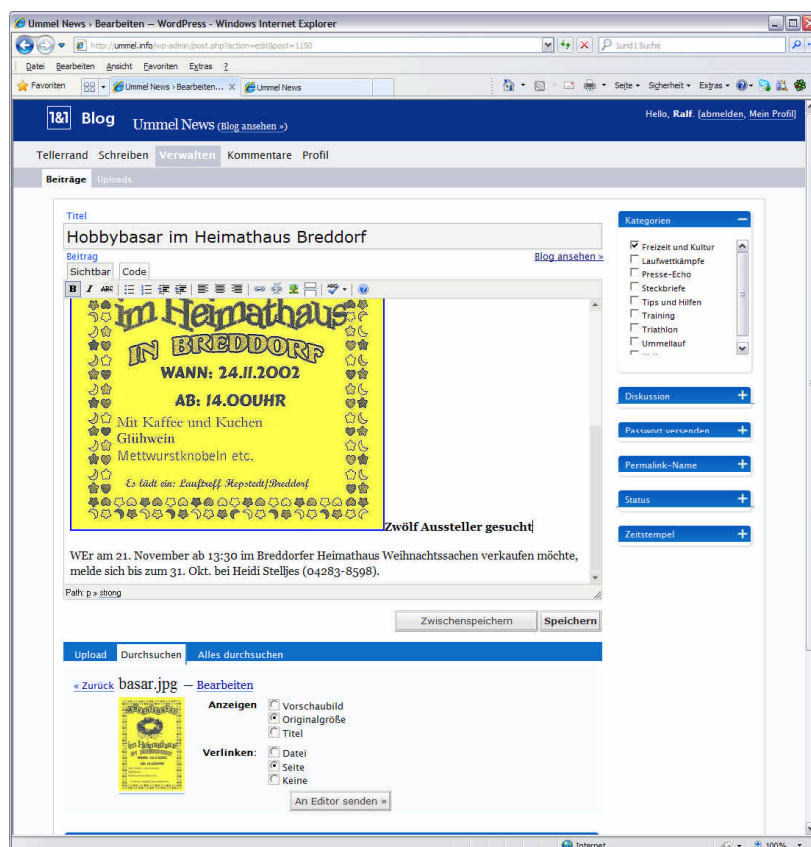 Ummel News › Bearbeiten — WordPress - Windows Internet Explorer
http://ummel.info/wp-admin/post.php?action=edit&post=1150
1und1 Suche
Datei Bearbeiten Ansicht Favoriten Extras ?
Favoriten
Ummel News › Bearbeiten... X
Ummel News
Seite Sicherheit Extras
1&1 Blog
Ummel News (Blog ansehen »)
Hello, Ralf. [abmelden, Mein Profil]
Tellerrand Schreiben Verwalten Kommentare Profil
Beiträge Uploads
Titel
Hobbybasar im Heimathaus Breddorf
Beitrag
Blog ansehen »
Sichtbar Code
B I ABC
im Heimathaus
IN BREDDORF
WANN: 24.11.2002
AB: 14.00UHR
Mit Kaffee und Kuchen
Glühwein
Mettwurstknobeln etc.
Es lädt ein: Lauftreff Hepstedt/Breddorf
Zwölf Aussteller gesucht
WEr am 21. November ab 13:30 im Breddorfer Heimathaus Weihnachtssachen verkaufen möchte,
melde sich bis zum 31. Okt. bei Heidi Stelljes (04283-8598).
Path: p » strong
Zwischenspeichern Speichern
Kategorien
Freizeit und Kultur
Laufwettkämpfe
Presse-Echo
Steckbriefe
Tips und Hilfen
Training
Triathlon
Ummellauf
Diskussion
Passwort versenden
Permalink-Name
Status
Zeitstempel
Upload Durchsuchen Alles durchsuchen
« Zurück basar.jpg — Bearbeiten
Anzeigen
Vorschaubild
Originalgröße
Titel
Verlinken:
Datei
Seite
Keine
An Editor senden »
Internet
100%